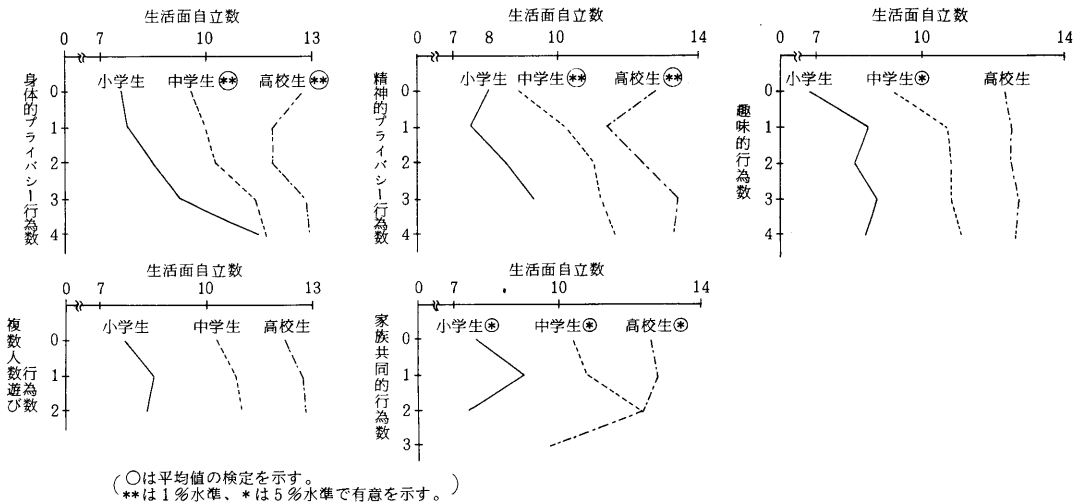 生活面自立数
0 7 10 13
小学生 中学生** 高校生**
身体的プライバシー行為数
0
1
2
3
4
生活面自立数
0 7 8 10 14
小学生 中学生** 高校生**
精神的プライバシー行為数
0
1
2
3
4
生活面自立数
0 7 10 14
小学生 中学生* 高校生
趣味的行為数
0
1
2
3
4
生活面自立数
0 7 10 13
小学生 中学生 高校生
複数人数遊び行為数
0
1
2
生活面自立数
0 7 10 14
小学生* 中学生* 高校生*
家族共同的行為数
0
1
2
3
(○は平均値の検定を示す。
**は1%水準、*は5%水準で有意を示す。)